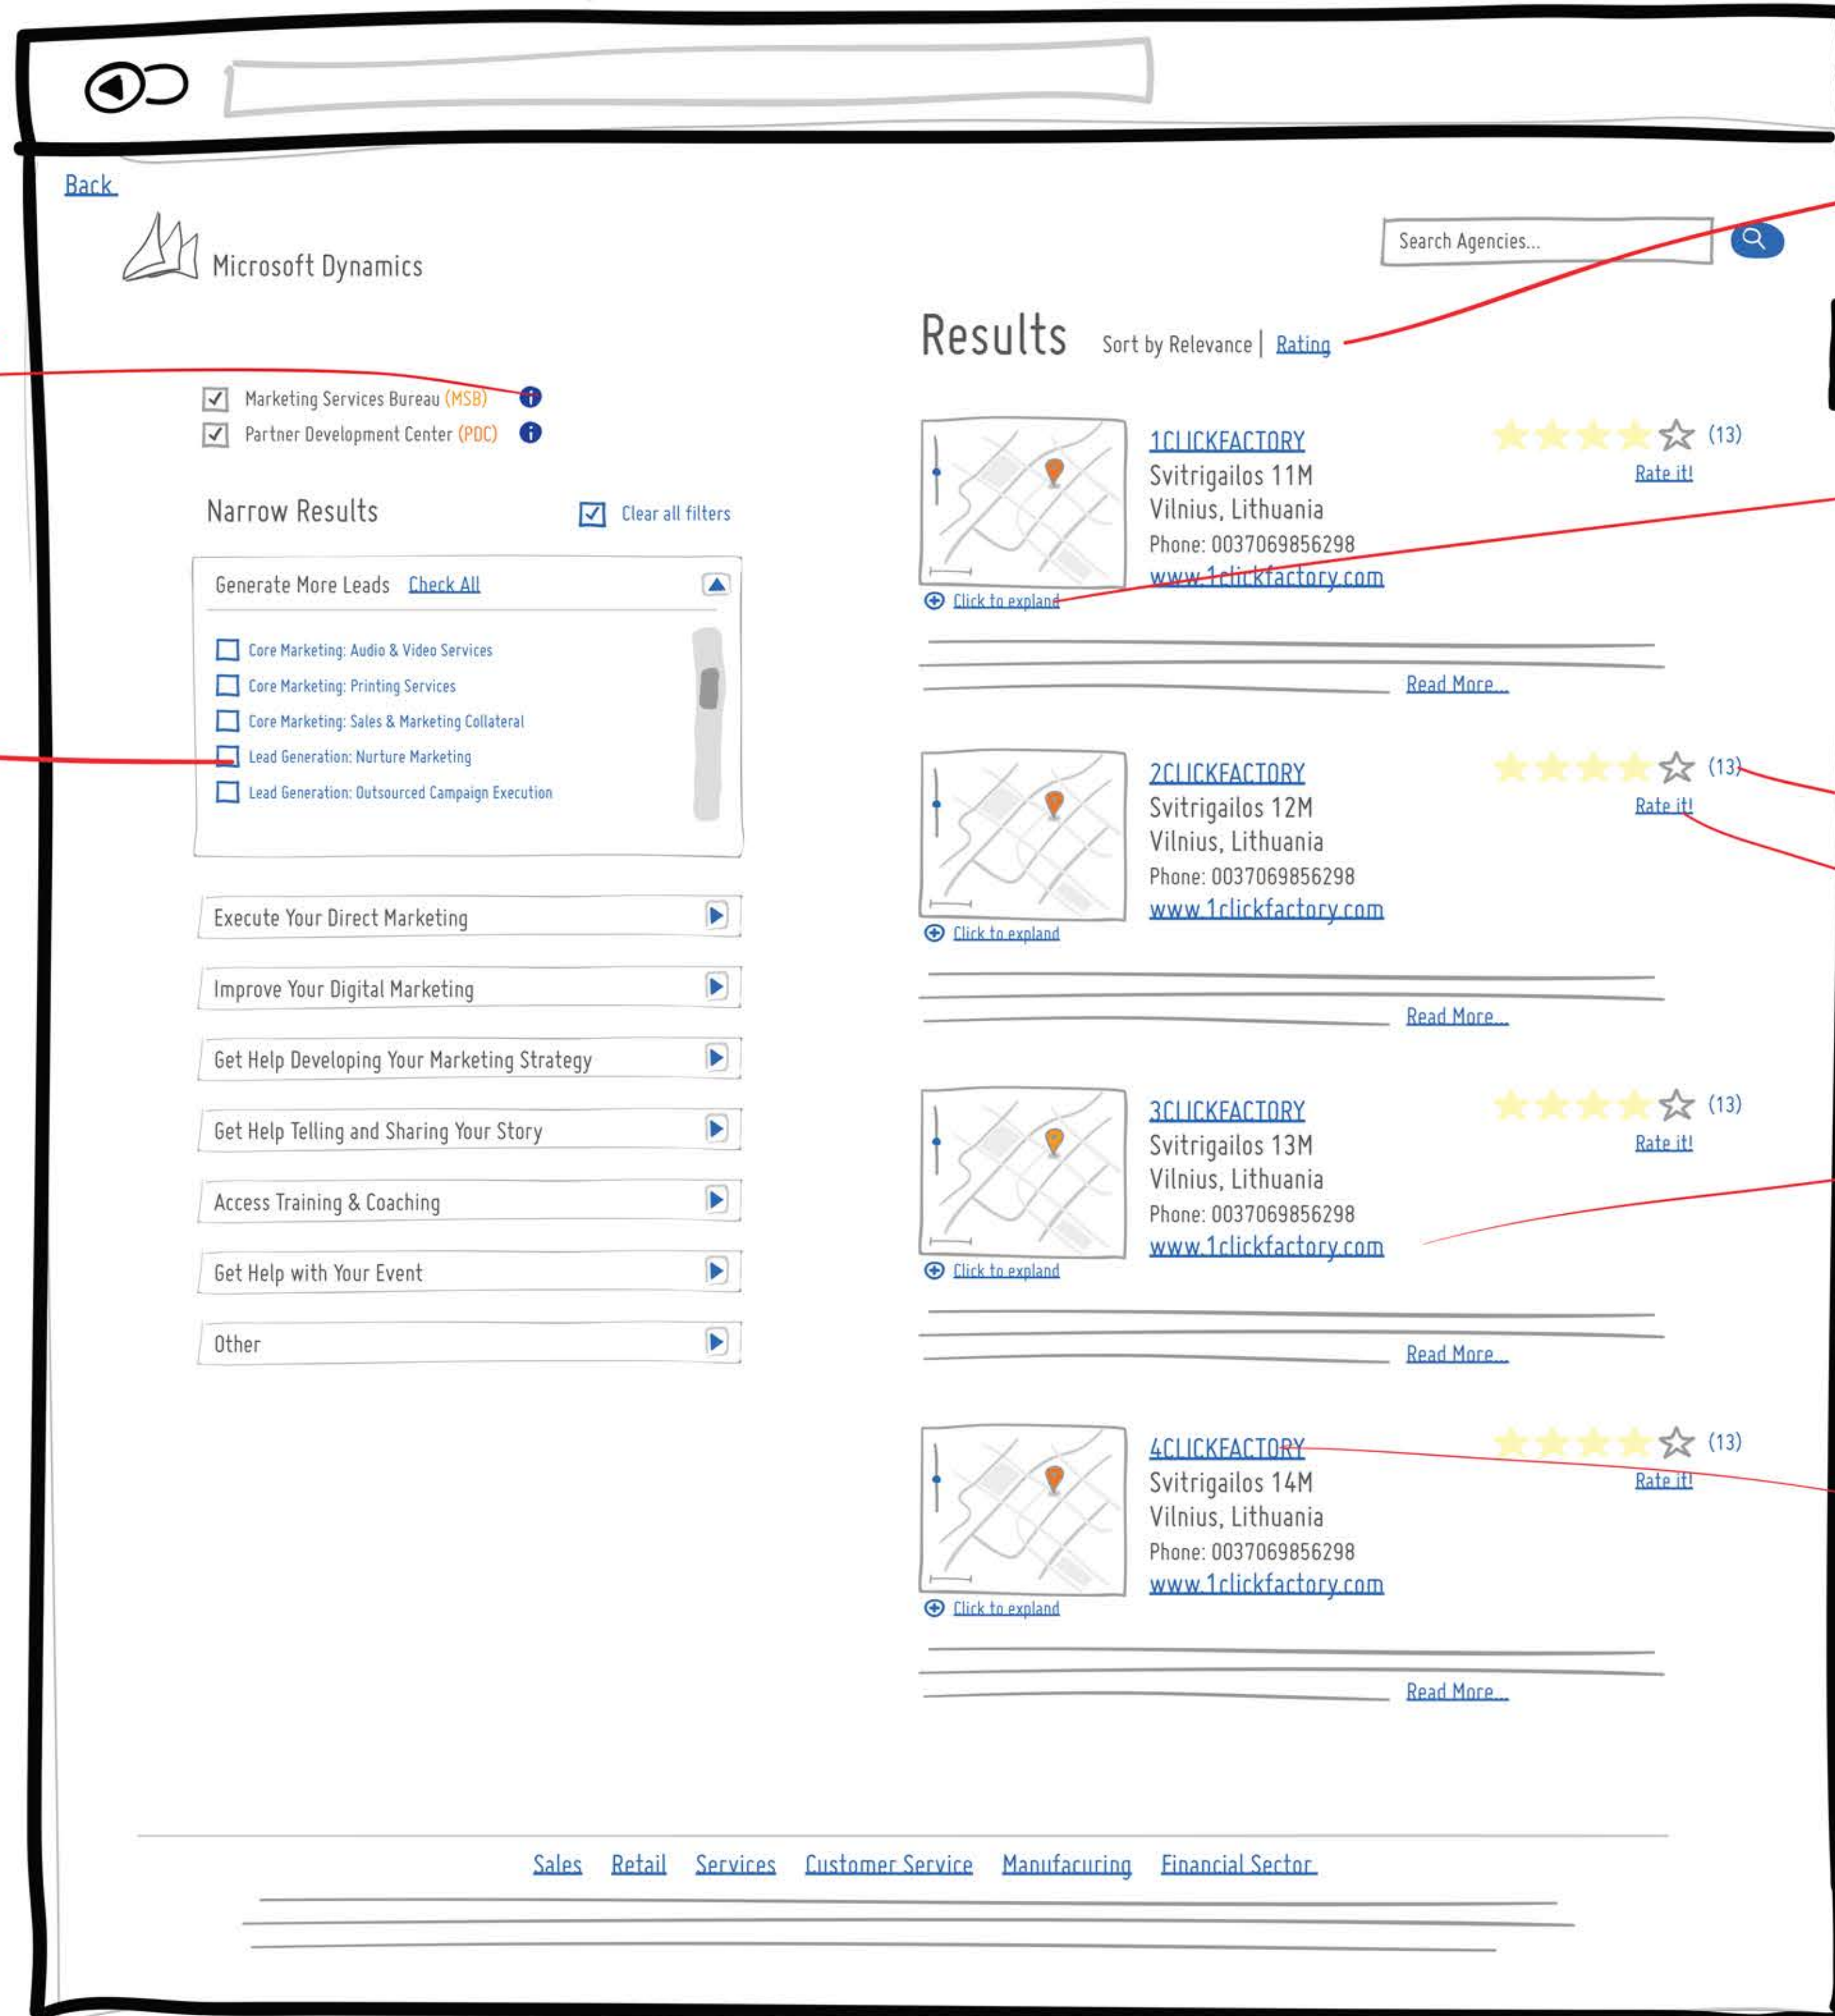 Back
Microsoft Dynamics
Search Agencies...
Marketing Services Bureau (MSB)
Partner Development Center (PDC)
Narrow Results
Clear all filters
Generate More Leads Check All
Core Marketing: Audio & Video Services
Core Marketing: Printing Services
Core Marketing: Sales & Marketing Collateral
Lead Generation: Nurture Marketing
Lead Generation: Outsourced Campaign Execution
Execute Your Direct Marketing
Improve Your Digital Marketing
Get Help Developing Your Marketing Strategy
Get Help Telling and Sharing Your Story
Access Training & Coaching
Get Help with Your Event
Other
Results Sort by Relevance | Rating
1CLICKFACTORY
(13)
Svitrigailos 11M
Rate it!
Vilnius, Lithuania
Phone: 0037069856298
www.1clickfactory.com
Click to expland
Read More...
2CLICKFACTORY
(13)
Svitrigailos 12M
Rate it!
Vilnius, Lithuania
Phone: 0037069856298
www.1clickfactory.com
Click to expland
Read More...
3CLICKFACTORY
(13)
Svitrigailos 13M
Rate it!
Vilnius, Lithuania
Phone: 0037069856298
www.1clickfactory.com
Click to expland
Read More...
4CLICKFACTORY
(13)
Svitrigailos 14M
Rate it!
Vilnius, Lithuania
Phone: 0037069856298
www.1clickfactory.com
Click to expland
Read More...
Sales Retail Services Customer Service Manufacuring Financial Sector